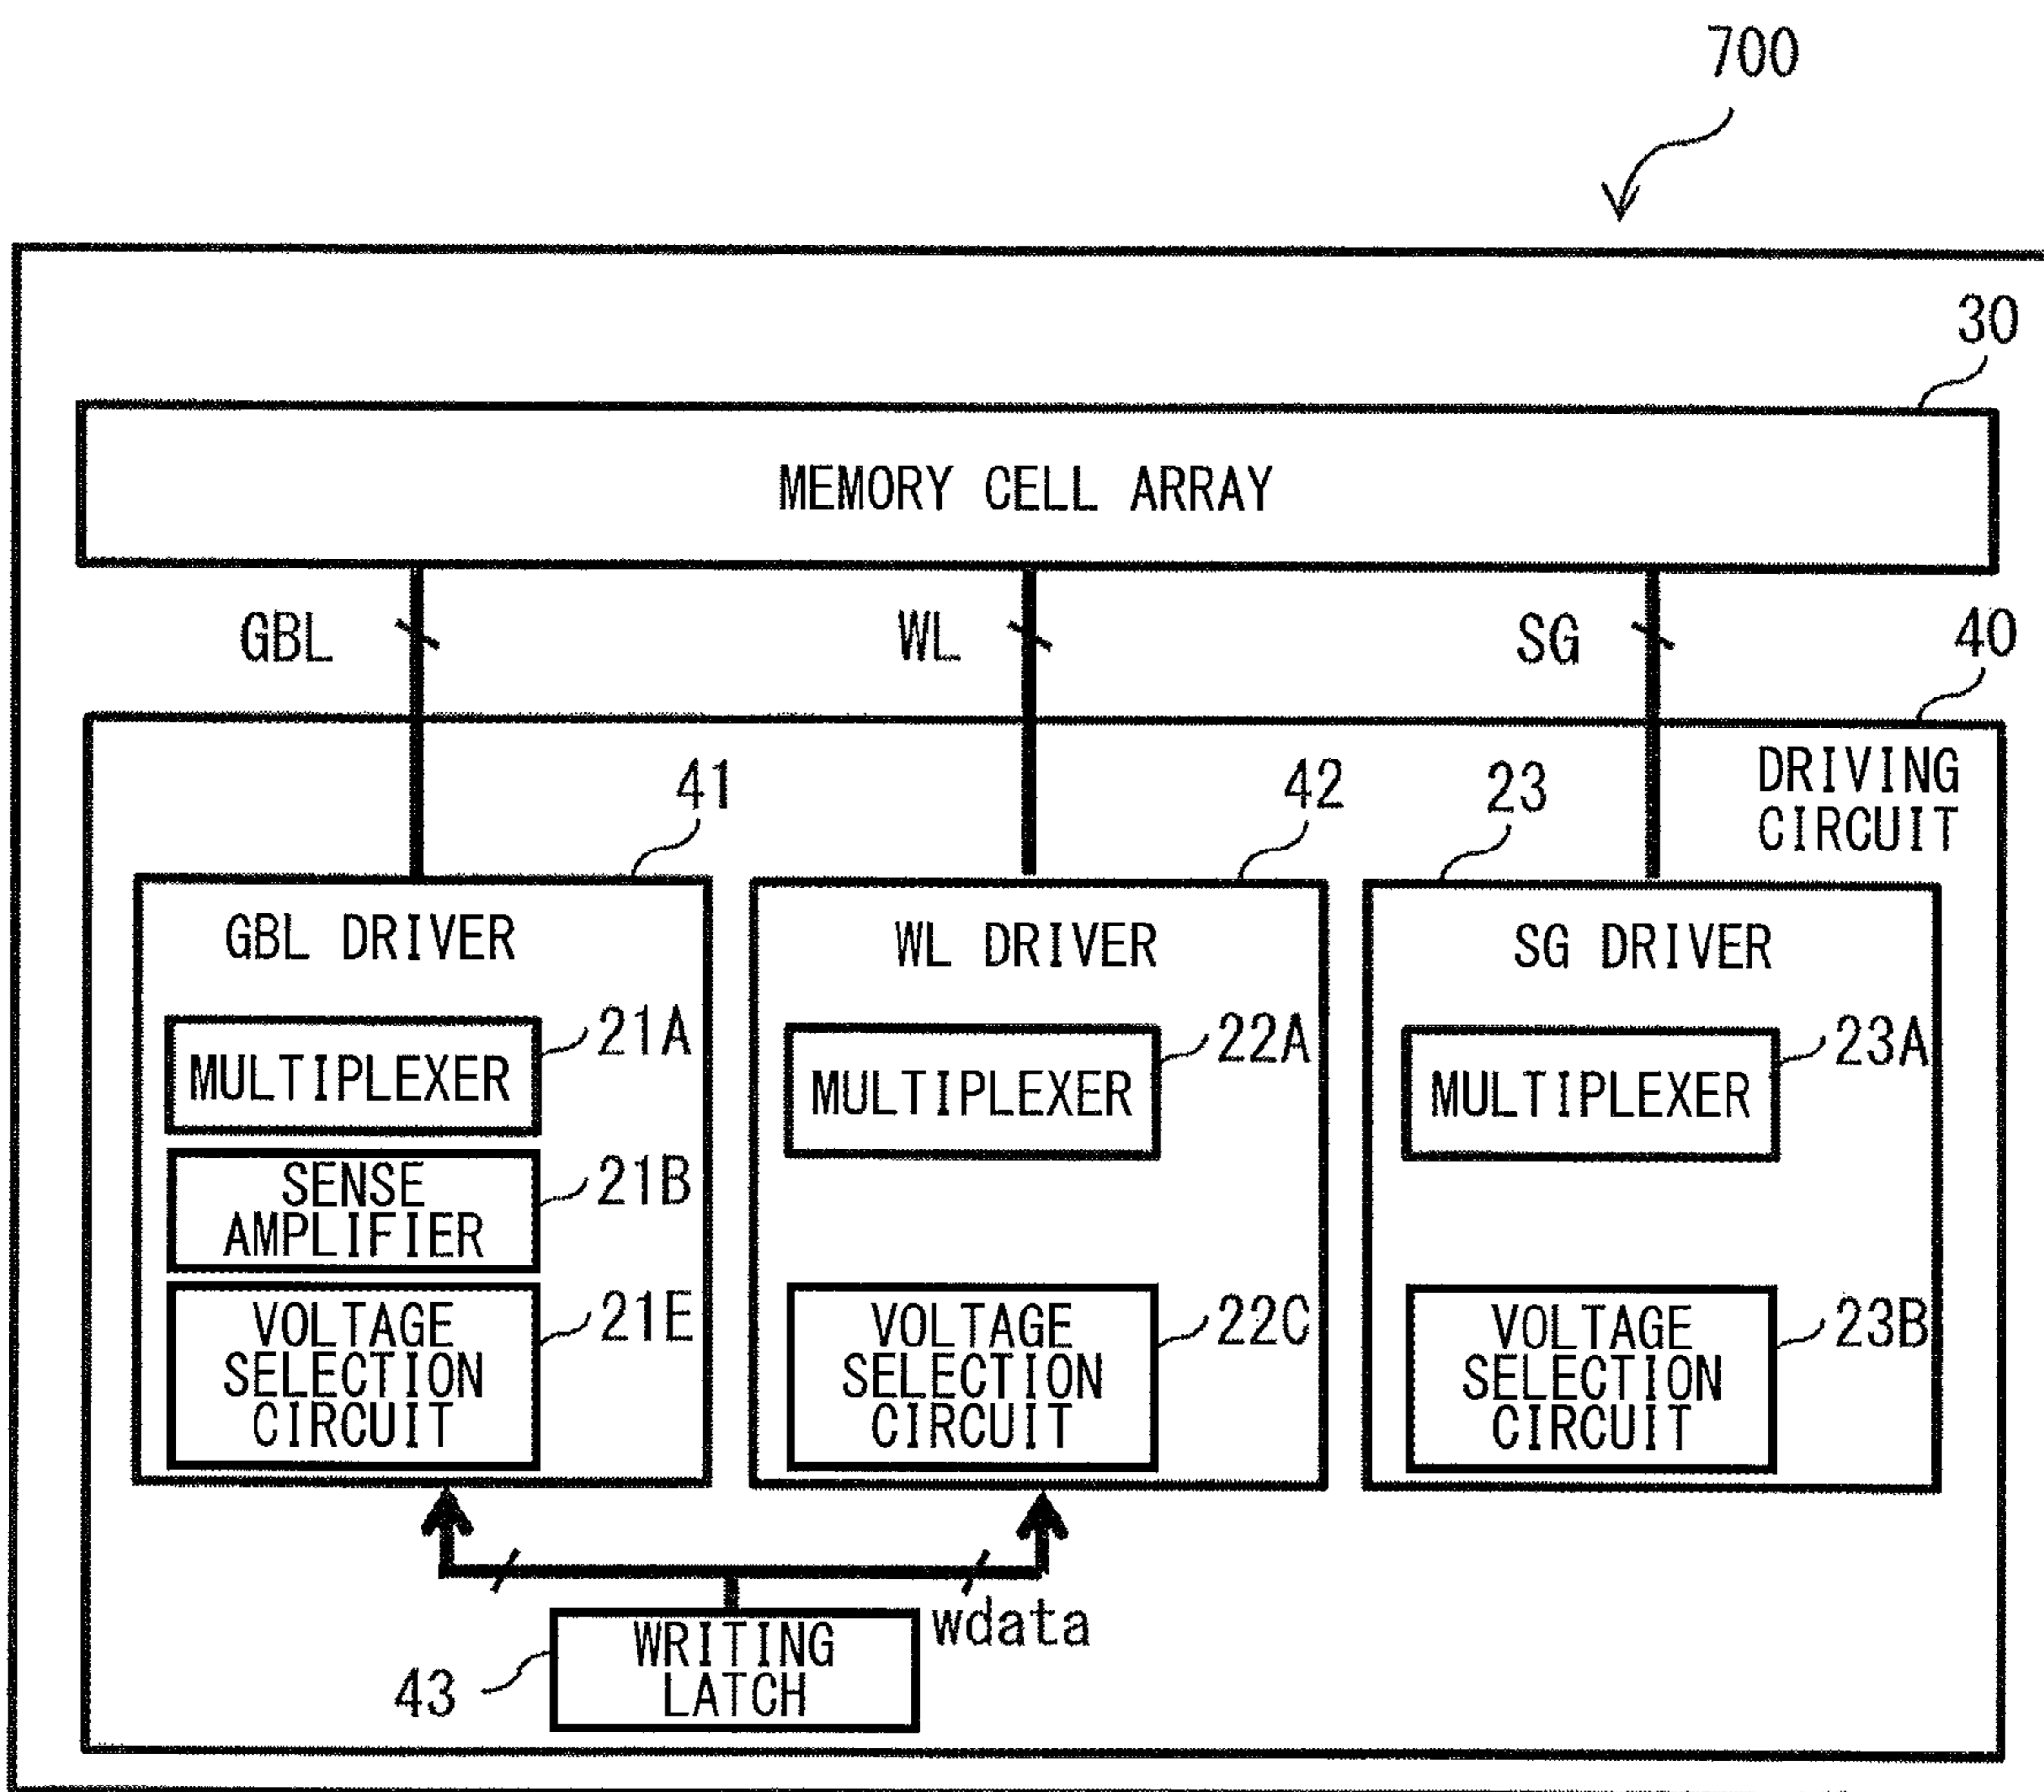 700
30
MEMORY CELL ARRAY
GBL
WL
SG
40
DRIVING
CIRCUIT
41
42
23
GBL DRIVER
MULTIPLEXER
21A
SENSE
AMPLIFIER
21B
VOLTAGE
SELECTION
CIRCUIT
21E
WL DRIVER
MULTIPLEXER
22A
VOLTAGE
SELECTION
CIRCUIT
22C
SG DRIVER
MULTIPLEXER
23A
VOLTAGE
SELECTION
CIRCUIT
23B
wdata
WRITING
LATCH
43